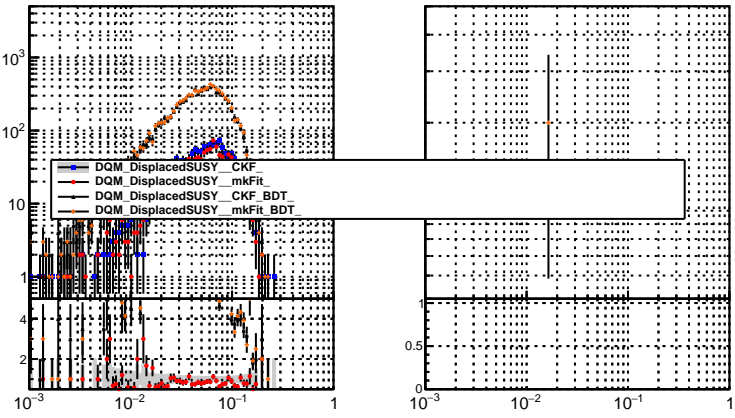 10³
10²
DQM_DisplacedSUSY__CKF_
DQM_DisplacedSUSY__mkFit_
DQM_DisplacedSUSY__CKF_BDT_
DQM_DisplacedSUSY__mkFit_BDT_
10
1
4
2
10⁻³ 10⁻² 10⁻¹ 1
1
0.5
0
10⁻³ 10⁻² 10⁻¹ 1